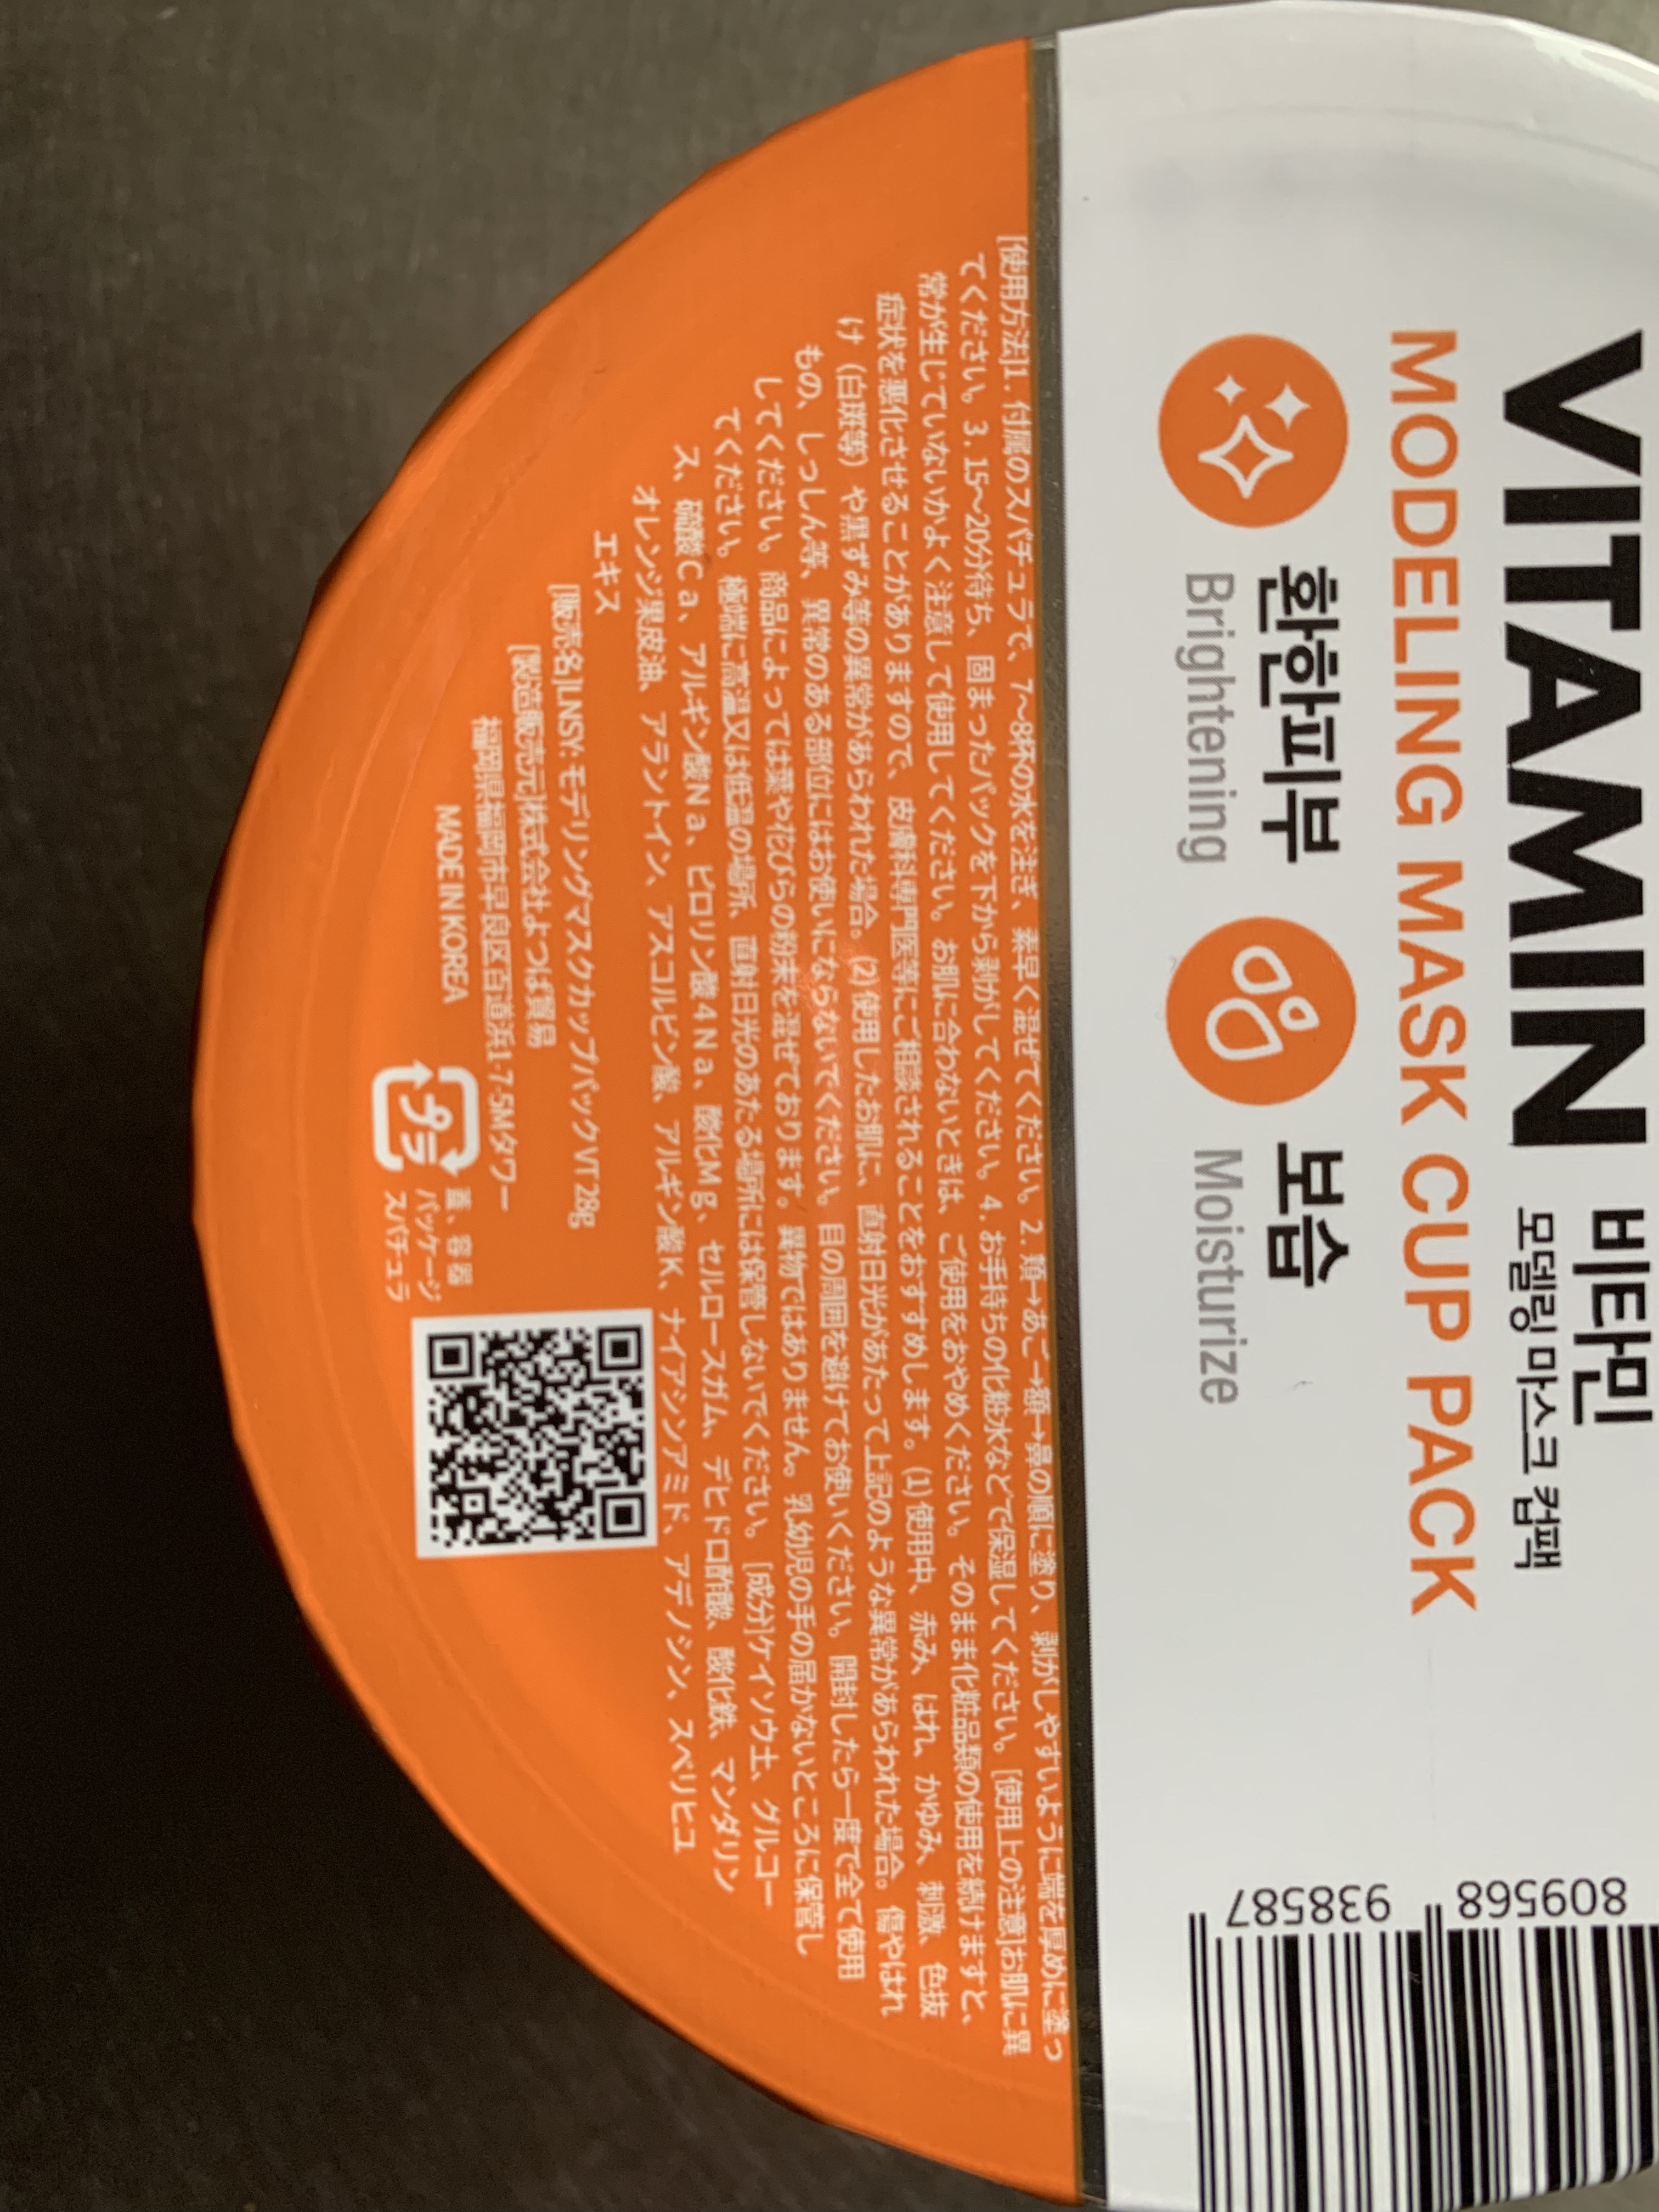 VITAMIN 비타민
모델링 마스크 컵팩
MODELING MASK CUP PACK
환한피부
Brightening
보습
Moisturize
809568
938587
[使用方法]1. 付属のスパチュラで、7〜8杯の水を注ぎ、素早く混ぜてください。2. 頬→あご→額→鼻の順に塗り、剥がしやすいように端を厚めに塗っ
てください。3. 15〜20分待ち、固まったパックを下から剥がしてください。4. お手持ちの化粧水などで保湿してください。[使用上の注意]お肌に異
常が生じていないかよく注意して使用してください。お肌に合わないときは、ご使用をおやめください。そのまま化粧品類の使用を続けますと、
症状を悪化させることがありますので、皮膚科専門医等にご相談されることをおすすめします。(1)使用中、赤み、はれ、かゆみ、刺激、色抜
け（白斑等）や黒ずみ等の異常があらわれた場合。(2)使用したお肌に、直射日光があたって上記のような異常があらわれた場合。傷やはれ
もの、しっしん等、異常のある部位にはお使いにならないでください。目の周囲を避けてお使いください。開封したら一度で全て使用
してください。商品によっては葉や花びらの粉末を混ぜております。異物ではありません。乳幼児の手の届かないところに保管し
てください。極端に高温又は低温の場所、直射日光のあたる場所には保管しないでください。[成分]ケイソウ土、グルコー
ス、硫酸Ｃａ、アルギン酸Ｎａ、ピロリン酸４Ｎａ、酸化Ｍｇ、セルロースガム、デヒドロ酢酸、酸化鉄、マンダリン
オレンジ果皮油、アラントイン、アスコルビン酸、アルギン酸Ｋ、ナイアシンアミド、アデノシン、スベリヒユ
エキス
[販売名]LNSY: モデリングマスクカップパックVT 28g
[製造販売元]株式会社よつば貿易
福岡県福岡市早良区百道浜1-7-5Mタワー
MADE IN KOREA
プラ
蓋、容器
パッケージ
スパチュラ